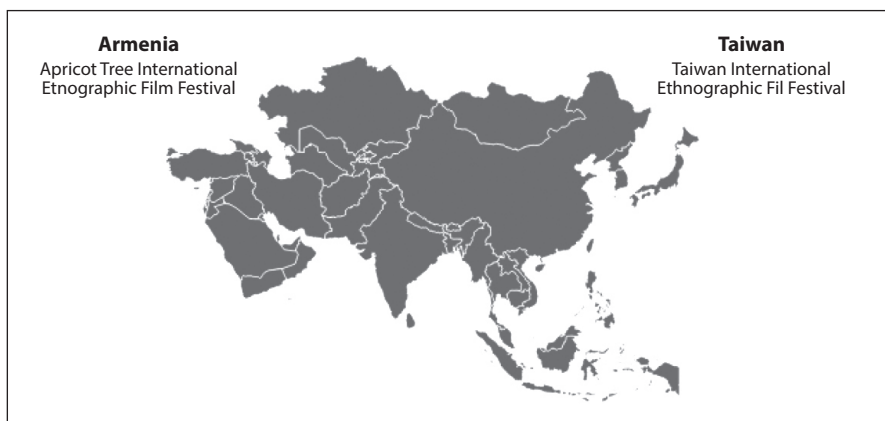 Armenia
Apricot Tree International
Etnographic Film Festival
Taiwan
Taiwan International
Ethnographic Fil Festival